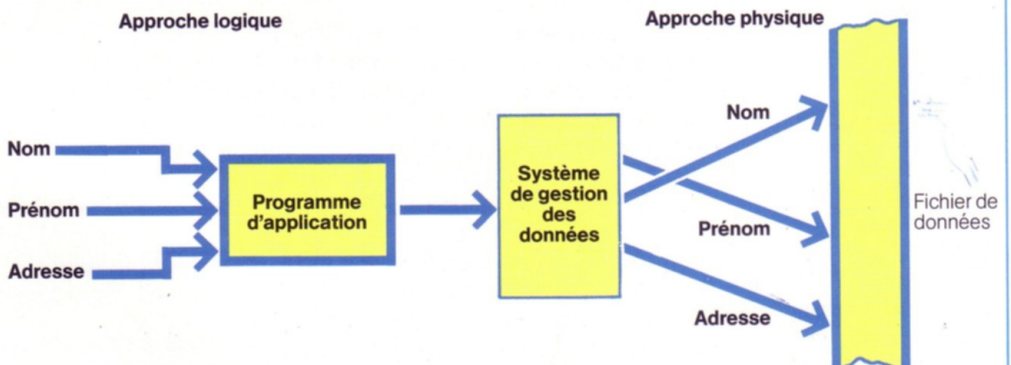 Approche logique
Approche physique
Nom
Prénom
Adresse
Programme
d'application
Système
de gestion
des
données
Nom
Prénom
Adresse
Fichier de
données